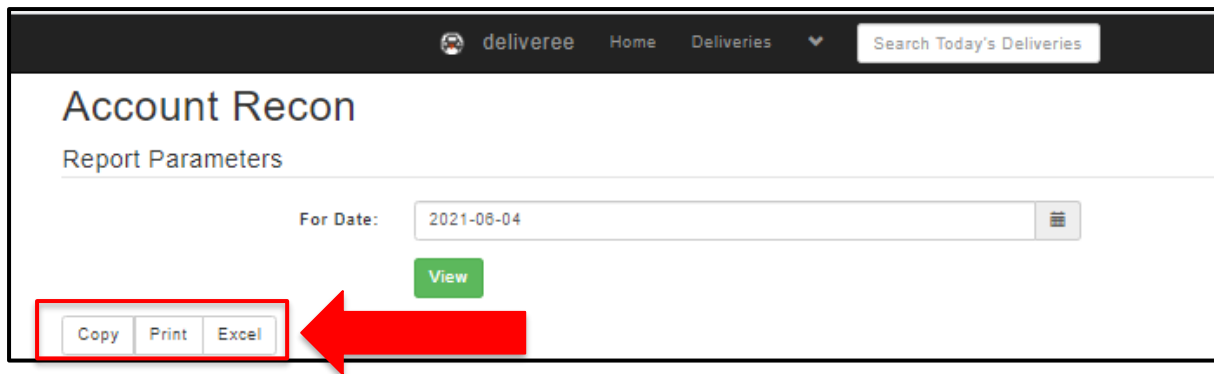 deliveree Home Deliveries Search Today's Deliveries
Account Recon
Report Parameters
For Date: 2021-06-04
View
Copy Print Excel